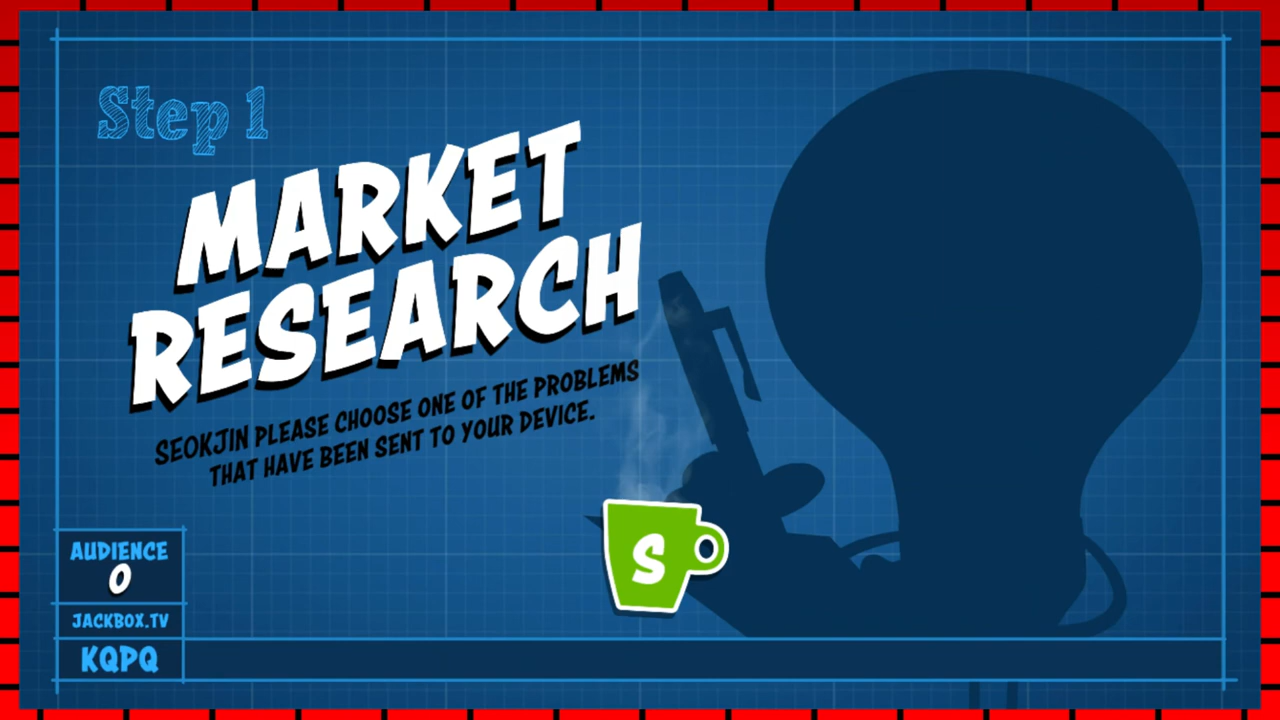 Step 1
MARKET
RESEARCH
SEOKJIN PLEASE CHOOSE ONE OF THE PROBLEMS
THAT HAVE BEEN SENT TO YOUR DEVICE.
S
AUDIENCE
0
JACKBOX.TV
KQPQ